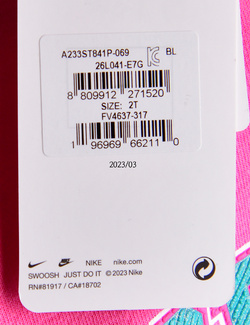 A233ST841P-069 BL
26L041-E7G
8 809912 271520
SIZE: 2T
FV4637-317
1 96969 66211 0
2023/03
NIKE nike.com
SWOOSH JUST DO IT © 2023 Nike
RN#81917 / CA#18702